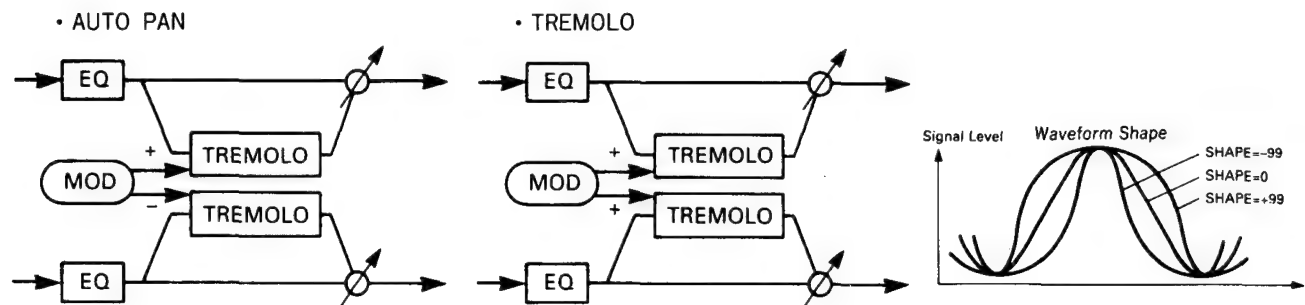 • AUTO PAN
EQ
+
TREMOLO
MOD
−
TREMOLO
EQ
• TREMOLO
EQ
+
TREMOLO
MOD
+
TREMOLO
EQ
Signal Level
Waveform Shape
SHAPE=-99
SHAPE=0
SHAPE=+99